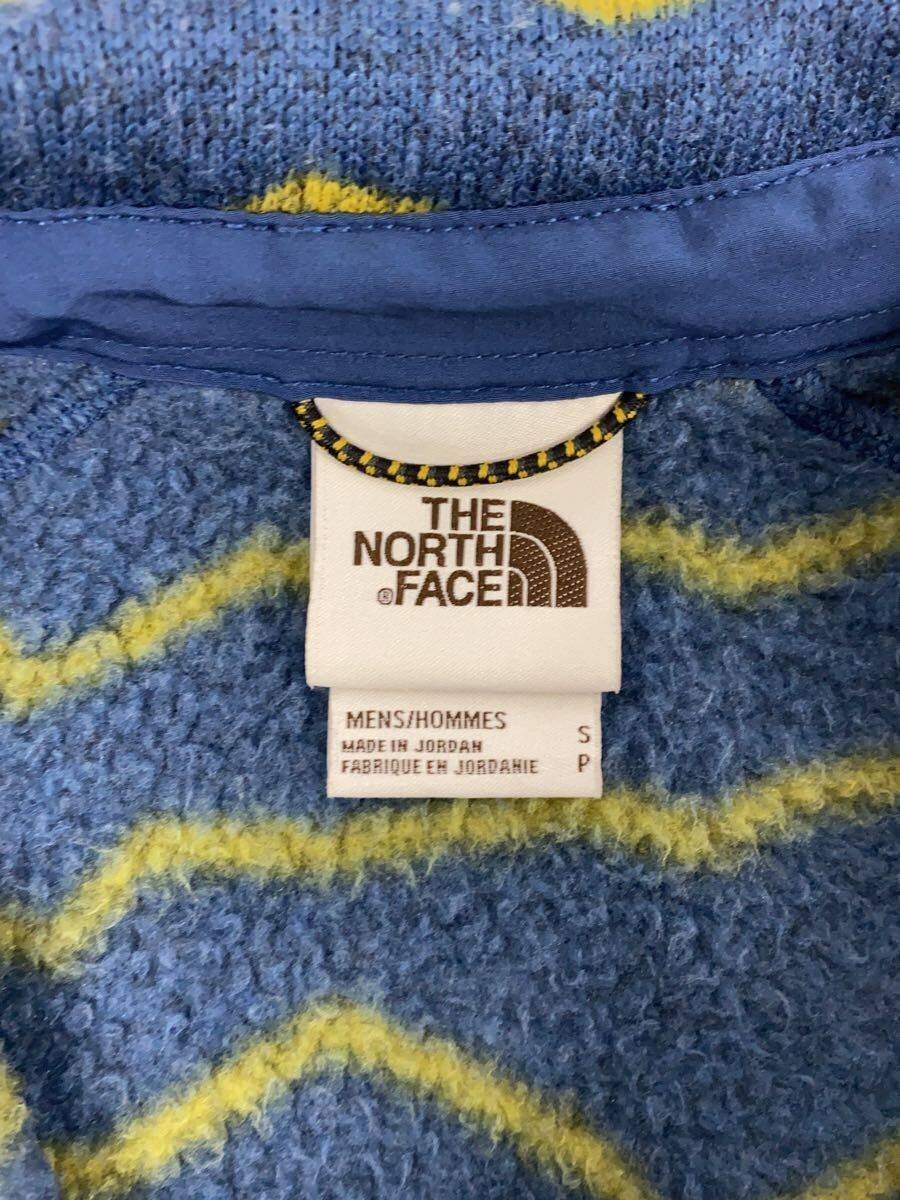 THE
NORTH
®FACE
MENS/HOMMES S
MADE IN JORDAN
FABRIQUE EN JORDANIE P